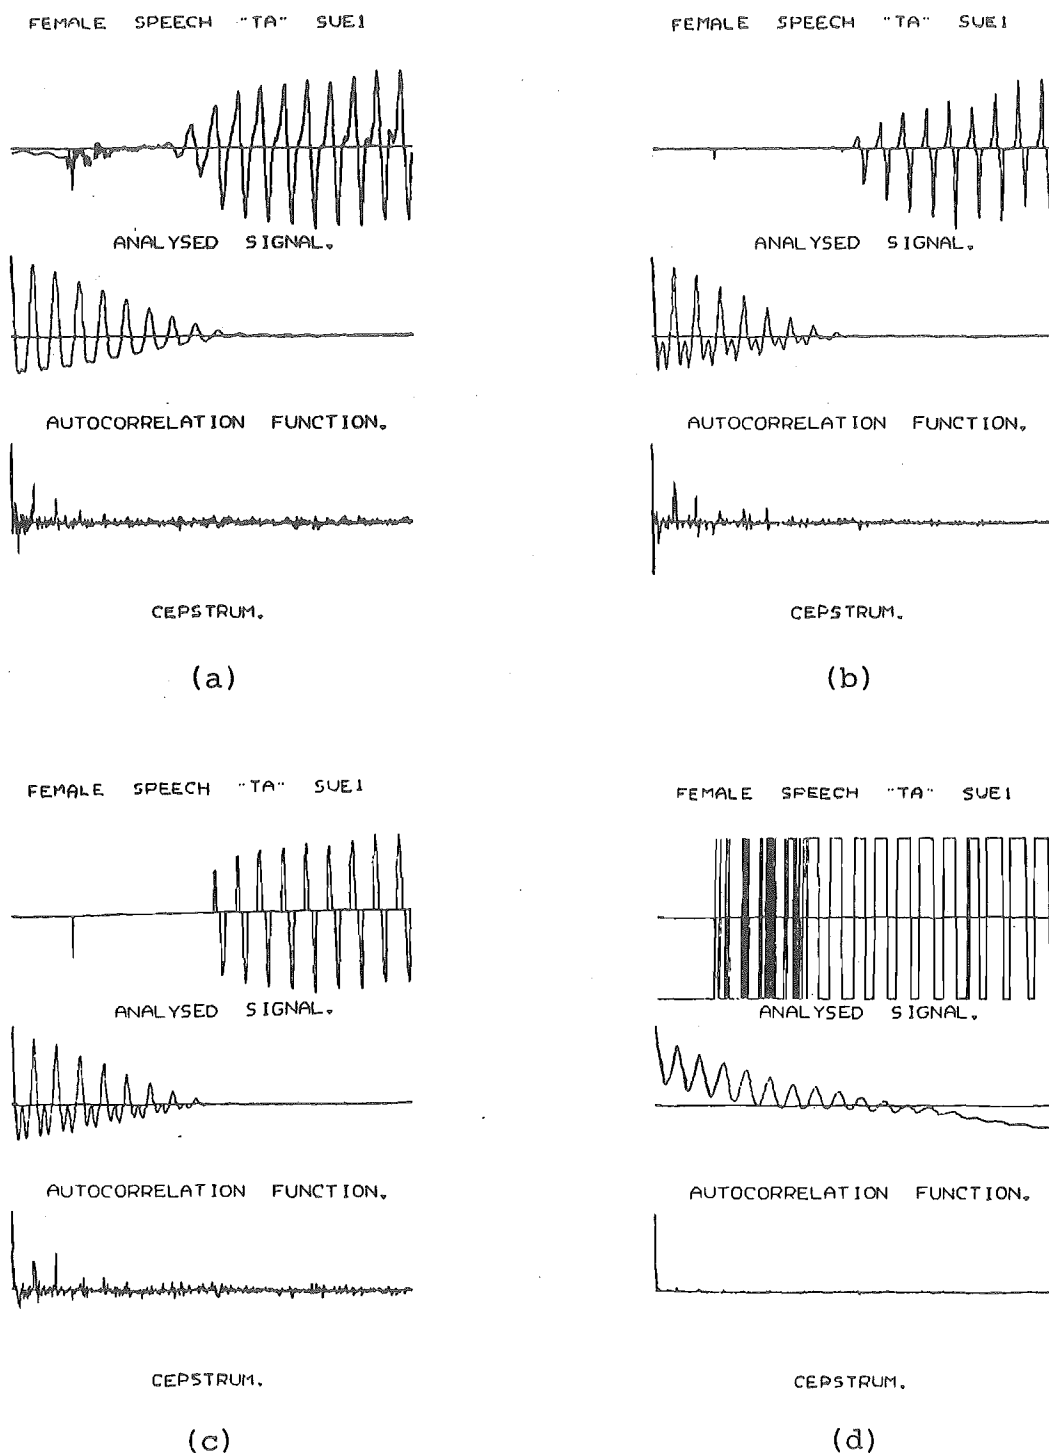 FEMALE SPEECH "TA" SUE1
ANALYSED SIGNAL.
AUTOCORRELATION FUNCTION.
CEPSTRUM.
(a)
FEMALE SPEECH "TA" SUE1
ANALYSED SIGNAL.
AUTOCORRELATION FUNCTION.
CEPSTRUM.
(b)
FEMALE SPEECH "TA" SUE1
ANALYSED SIGNAL.
AUTOCORRELATION FUNCTION.
CEPSTRUM.
(c)
FEMALE SPEECH "TA" SUE1
ANALYSED SIGNAL.
AUTOCORRELATION FUNCTION.
CEPSTRUM.
(d)